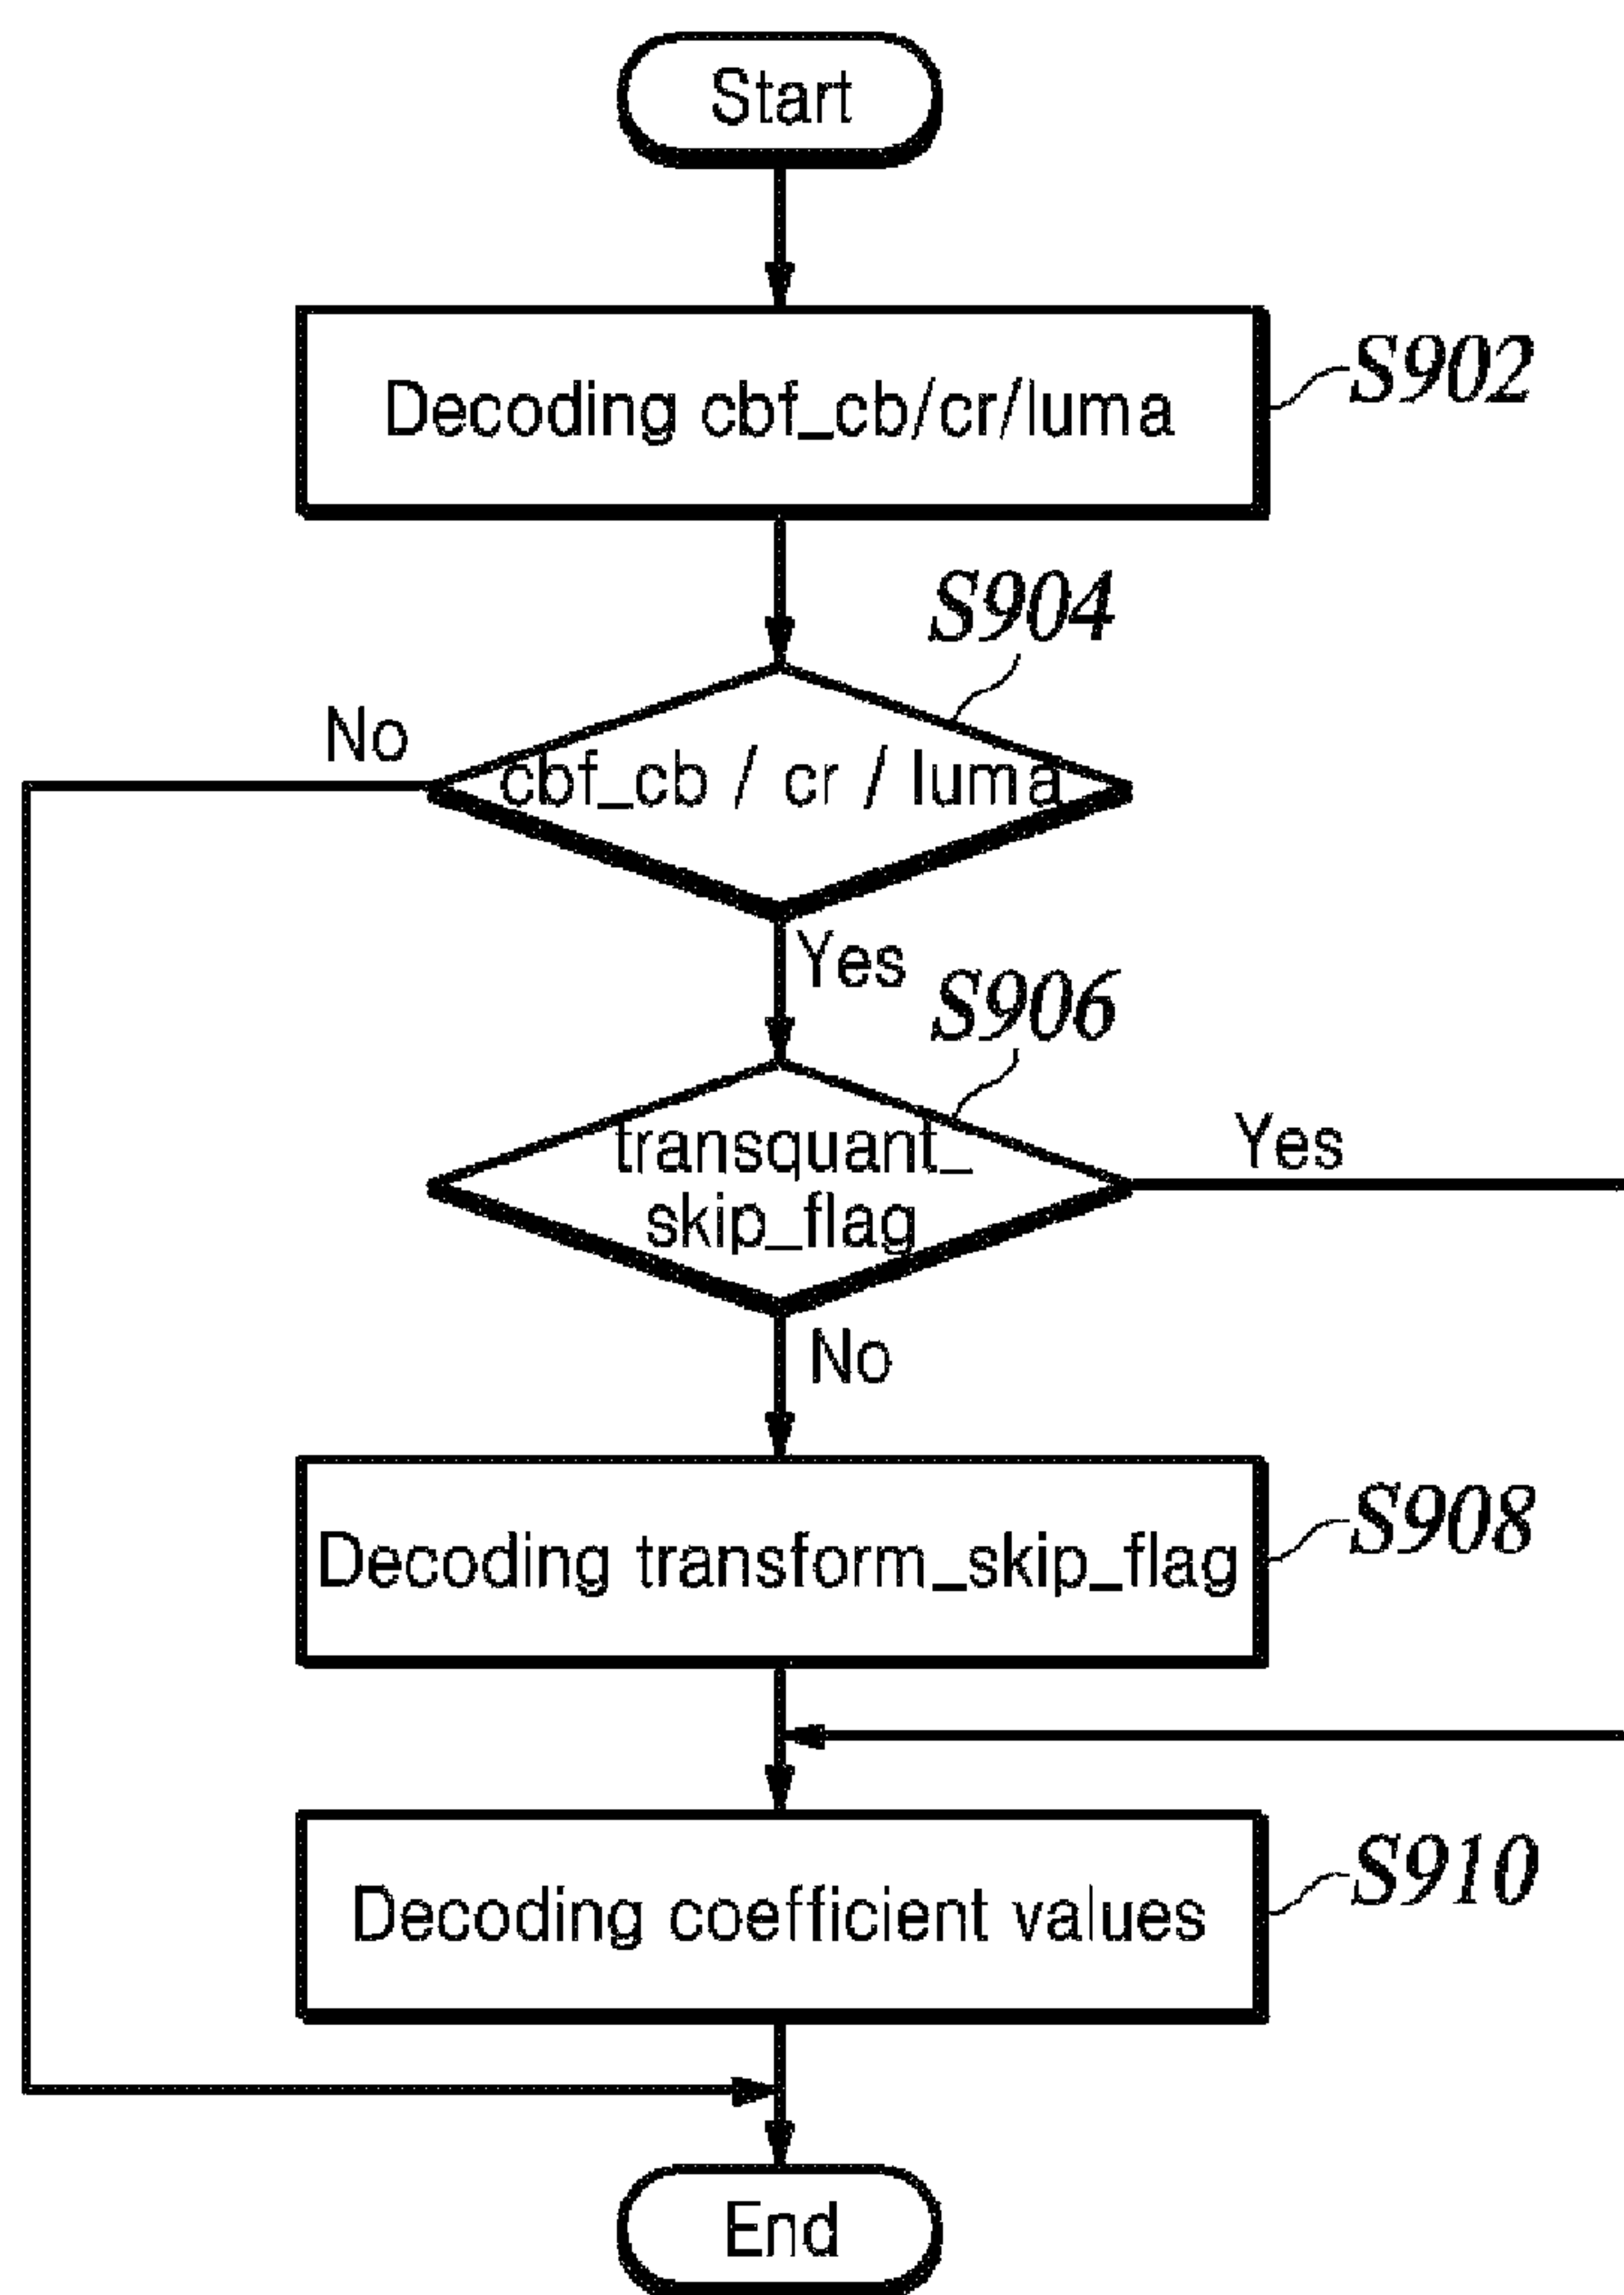 Start
Decoding cbf_cb/cr/luma
S902
S904
No
cbf_cb / cr / luma
Yes
S906
transquant_
skip_flag
Yes
No
Decoding transform_skip_flag
S908
Decoding coefficient values
S910
End